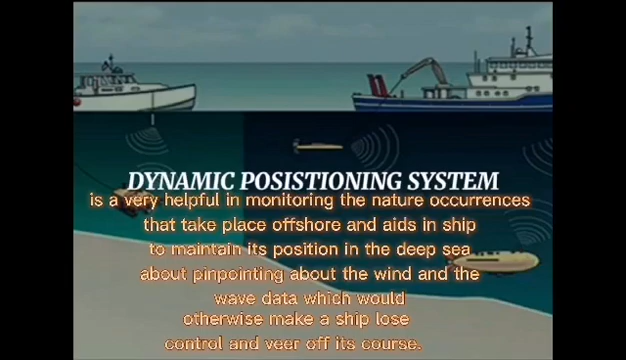 DYNAMIC POSISTIONING SYSTEM
is a very helpful in monitoring the nature occurrences
that take place offshore and aids in ship
to maintain its position in the deep sea
about pinpointing about the wind and the
wave data which would
otherwise make a ship lose
control and veer off its course.